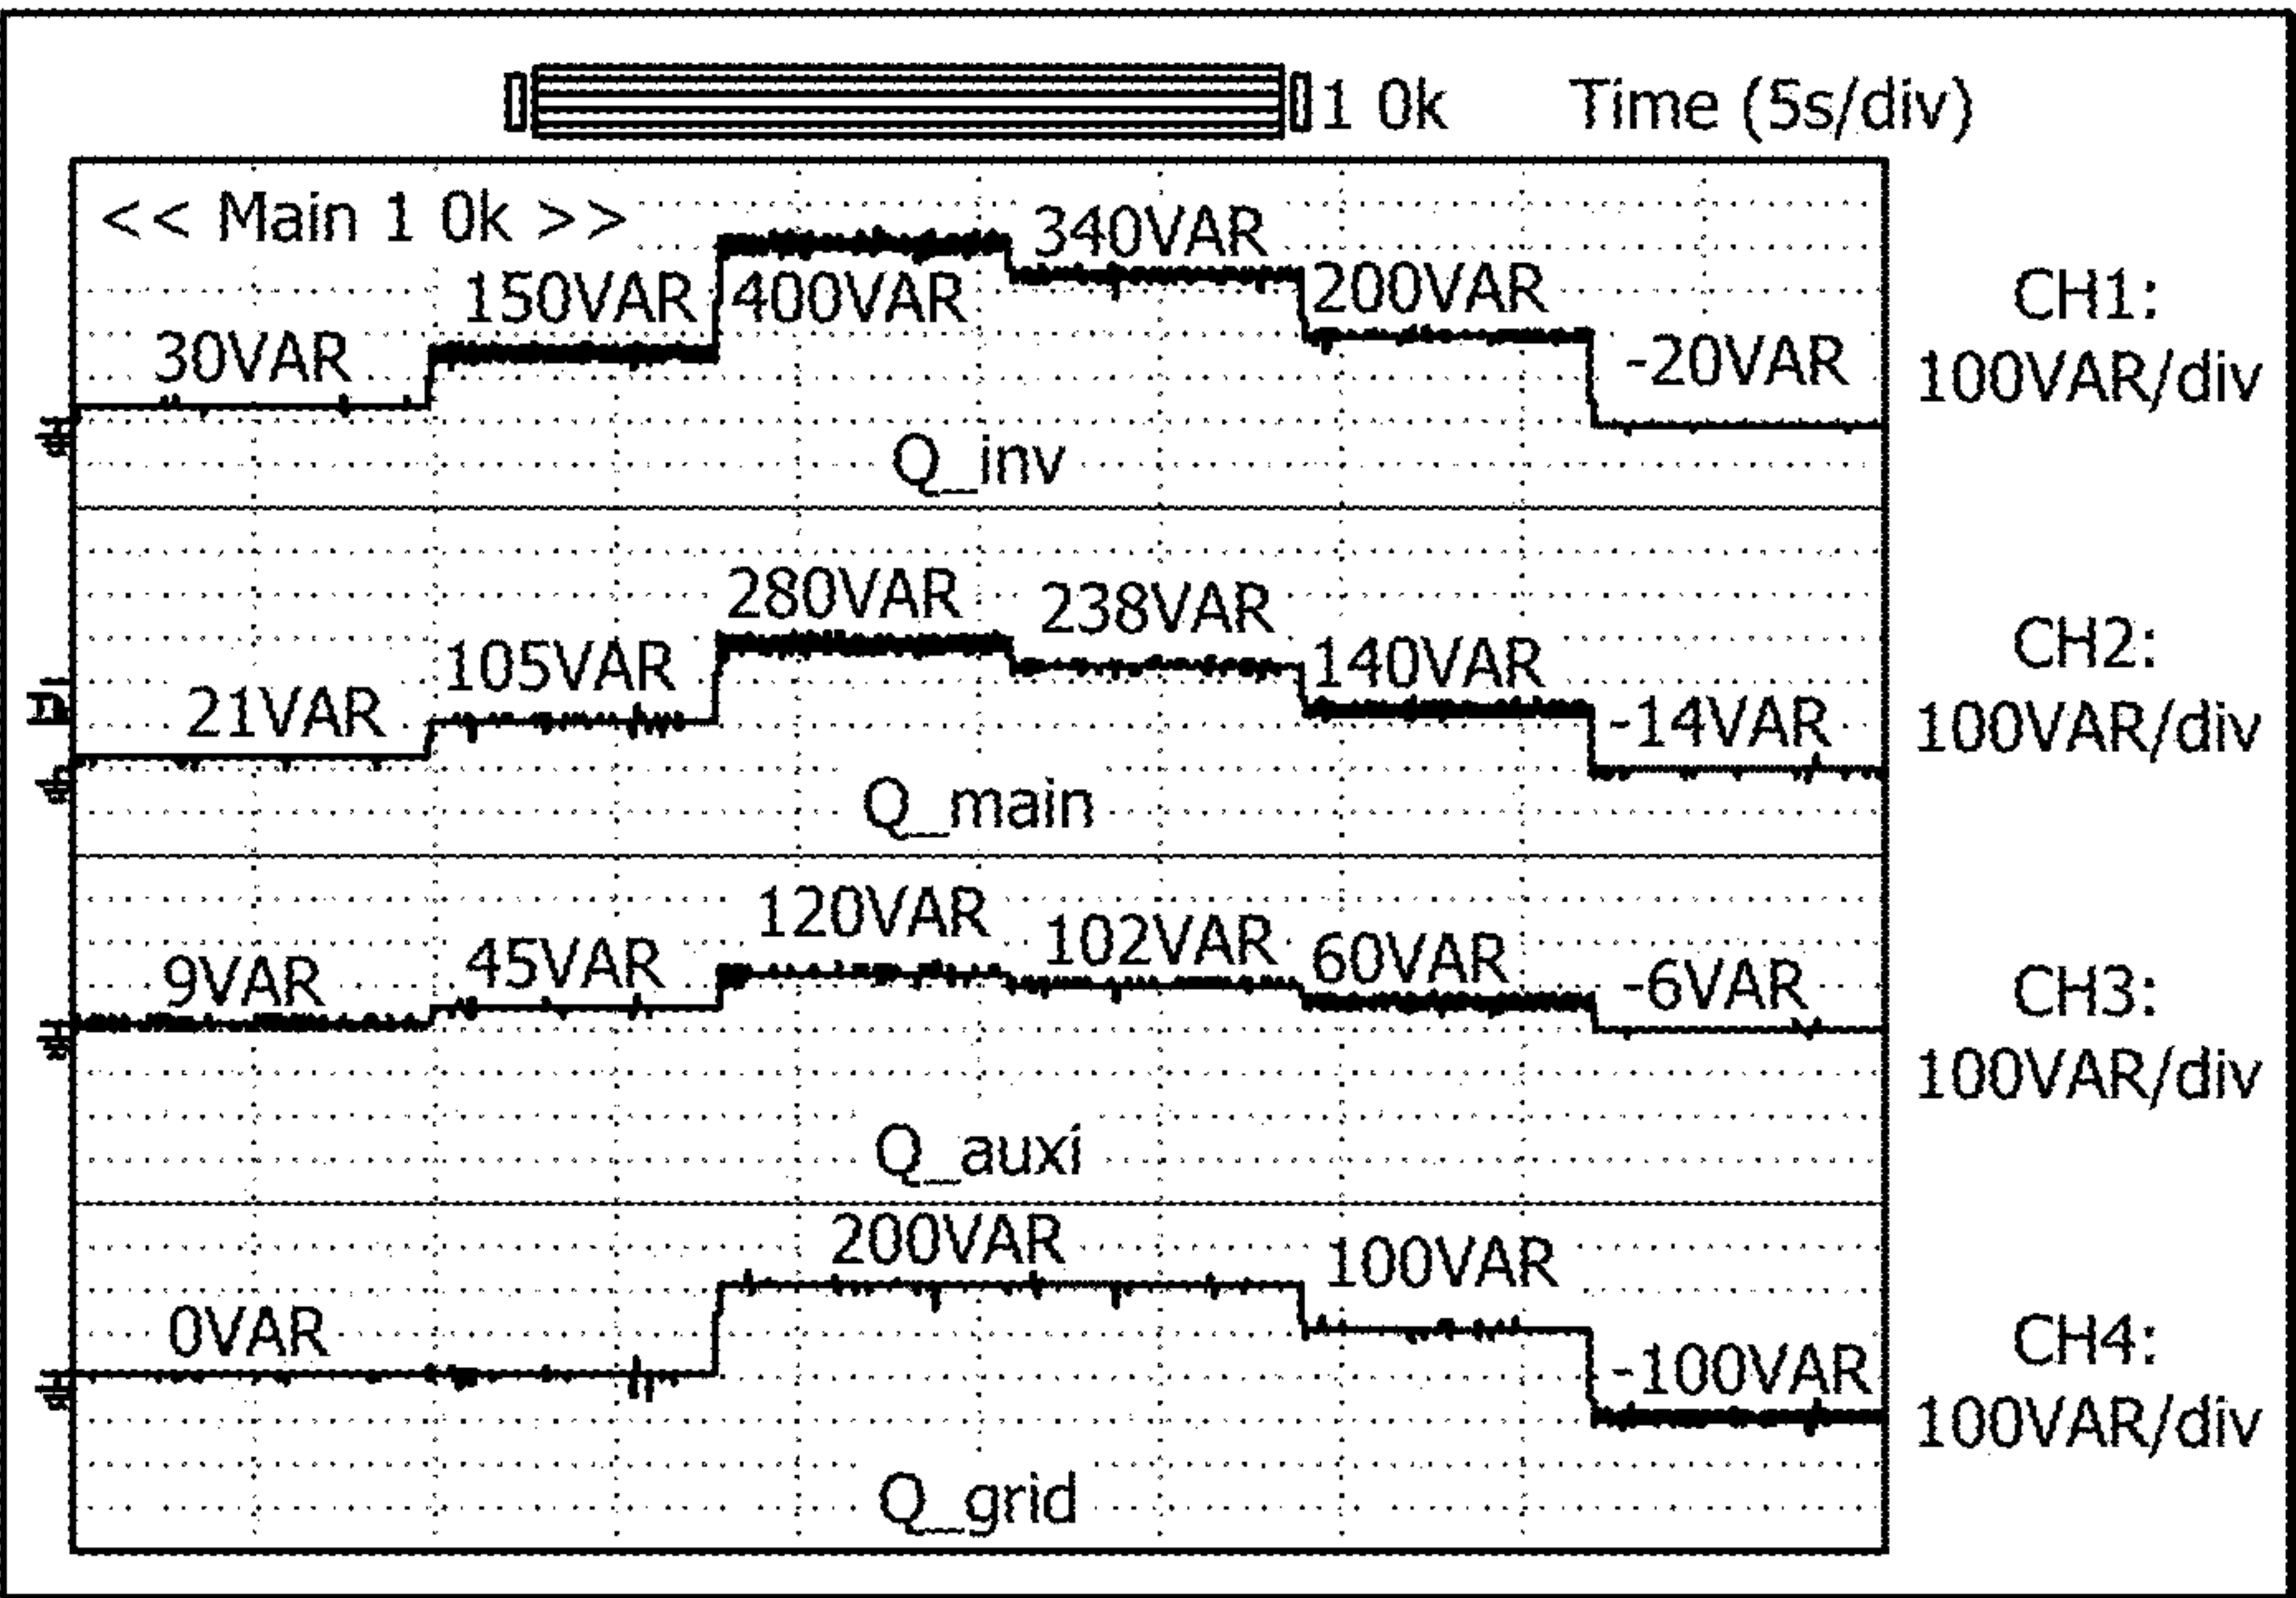 1 0k Time (5s/div)
<< Main 1 0k >>
340VAR
150VAR 400VAR 200VAR
30VAR -20VAR
Q_inv
CH1:
100VAR/div
280VAR 238VAR
105VAR 140VAR
21VAR -14VAR
Q_main
CH2:
100VAR/div
120VAR 102VAR
9VAR 45VAR 60VAR -6VAR
Q_auxi
CH3:
100VAR/div
200VAR 100VAR
0VAR -100VAR
Q_grid
CH4:
100VAR/div